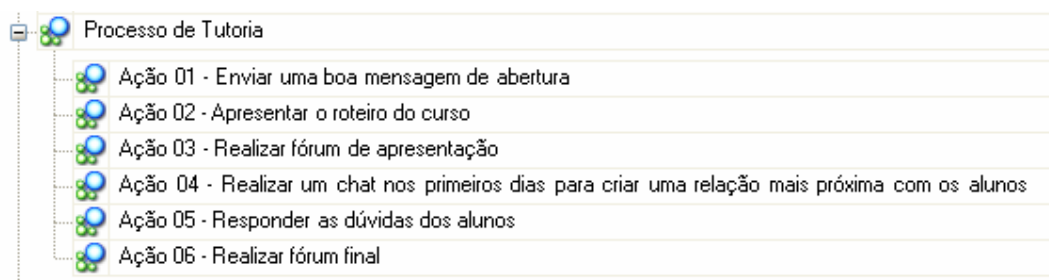 Processo de Tutoria
Ação 01 - Enviar uma boa mensagem de abertura
Ação 02 - Apresentar o roteiro do curso
Ação 03 - Realizar fórum de apresentação
Ação 04 - Realizar um chat nos primeiros dias para criar uma relação mais próxima com os alunos
Ação 05 - Responder as dúvidas dos alunos
Ação 06 - Realizar fórum final